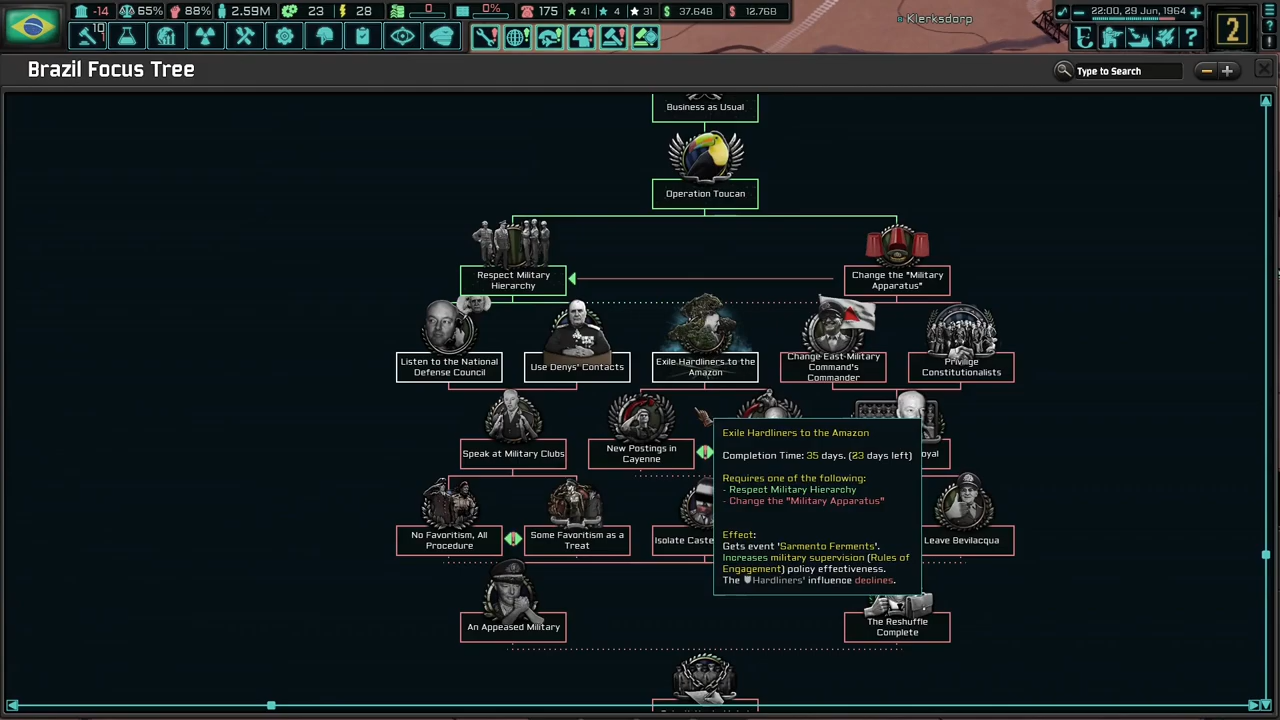 -14
65%
88%
2.59M
23
28
0
0%
175
41
4
31
37.64B
12.76B
Klerksdorp
22:00, 29 Jun, 1964
2
10
Brazil Focus Tree
Type to Search
Business as Usual
Operation Toucan
Respect Military
Hierarchy
Change the "Military
Apparatus"
Listen to the National
Defense Council
Use Denys' Contacts
Exile Hardliners to the
Amazon
Change East-Military
Command's
Commander
Privilige
Constitutionalists
Speak at Military Clubs
New Postings in
Cayenne
oyal
Exile Hardliners to the Amazon
Completion Time: 35 days. (23 days left)
Requires one of the following:
- Respect Military Hierarchy
- Change the "Military Apparatus"
Effect:
Gets event 'Sarmento Ferments'.
Increases military supervision (Rules of
Engagement) policy effectiveness.
The Hardliners' influence declines.
No Favoritism, All
Procedure
Some Favoritism as a
Treat
Isolate Caste
Leave Bevilacqua
An Appeased Military
The Reshuffle
Complete